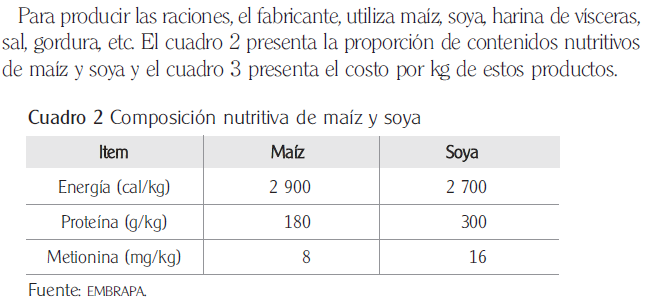 Para producir las raciones, el fabricante, utiliza maíz, soya, harina de vísceras,
sal, gordura, etc. El cuadro 2 presenta la proporción de contenidos nutritivos
de maíz y soya y el cuadro 3 presenta el costo por kg de estos productos.
Cuadro 2 Composición nutritiva de maíz y soya
Item Maíz Soya
Energía (cal/kg) 2 900 2 700
Proteína (g/kg) 180 300
Metionina (mg/kg) 8 16
Fuente: EMBRAPA.